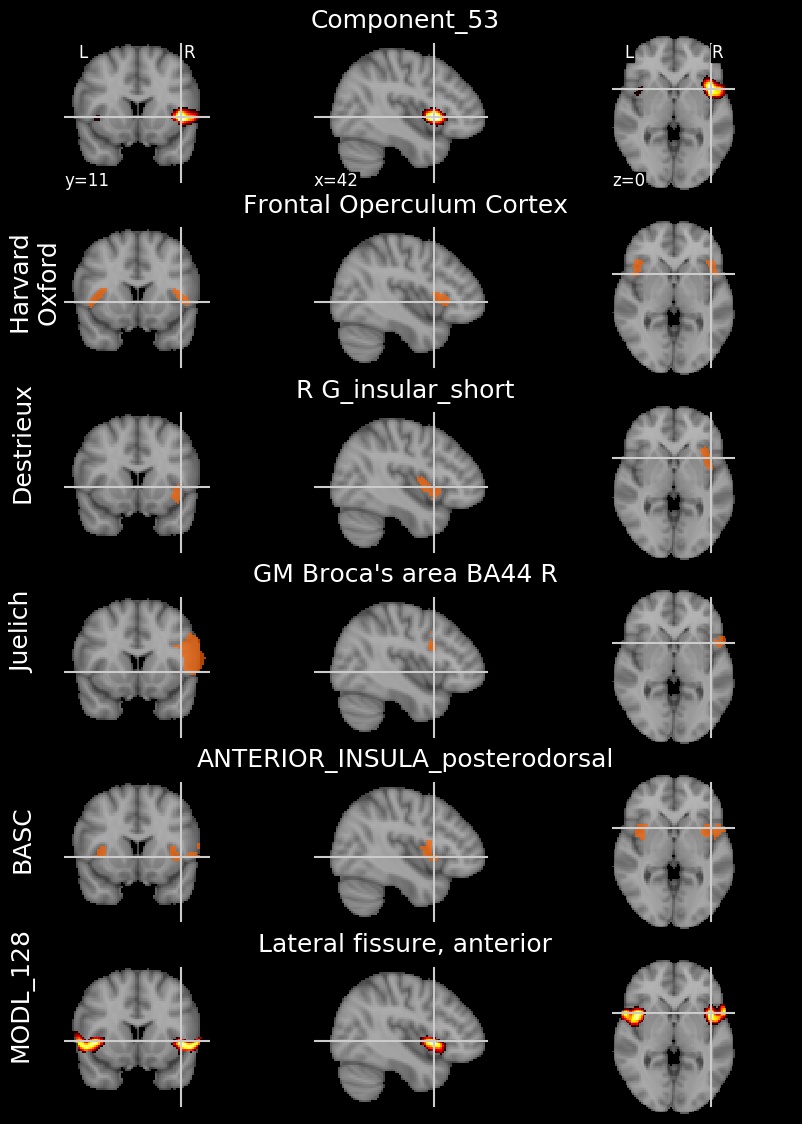 Component_53
L R
L R
y=11
x=42
z=0
Frontal Operculum Cortex
Harvard
Oxford
R G_insular_short
Destrieux
GM Broca's area BA44 R
Juelich
ANTERIOR_INSULA_posterodorsal
BASC
Lateral fissure, anterior
MODL_128